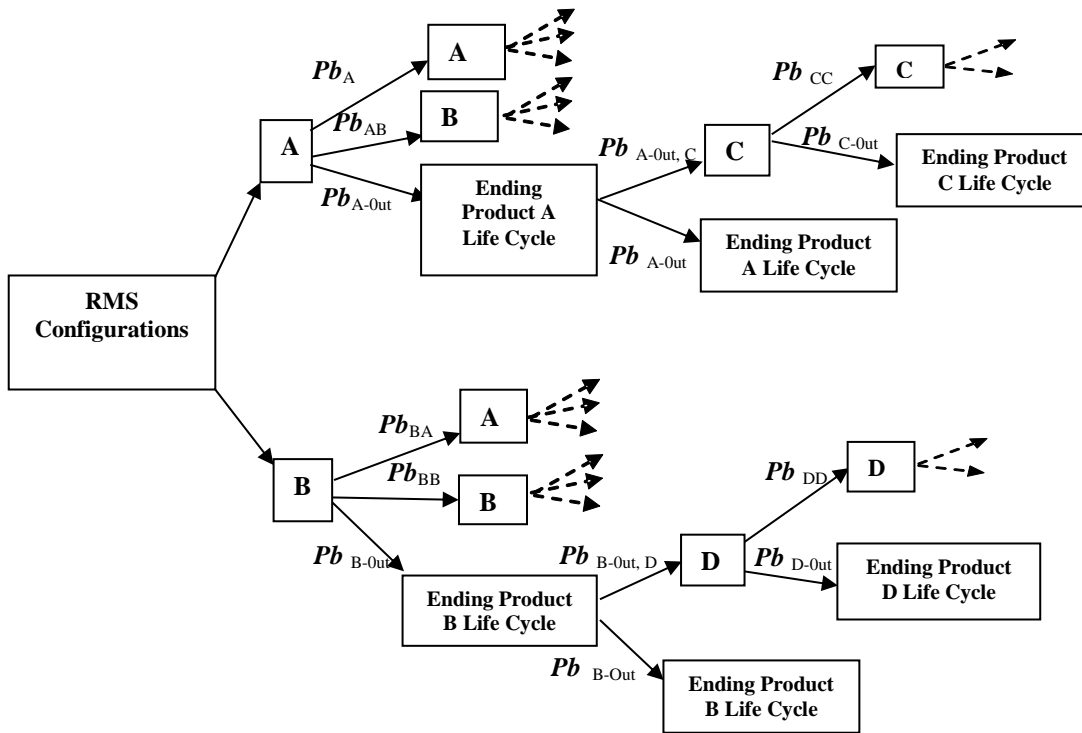 A
Pb A
Pb AB
B
A
Pb A-0ut
Ending
Product A
Life Cycle
Pb A-0ut, C
C
Pb CC
C
Pb C-0ut
Ending Product
C Life Cycle
Pb A-0ut
Ending Product
A Life Cycle
RMS
Configurations
Pb BA
A
Pb BB
B
B
Pb B-0ut
Ending Product
B Life Cycle
Pb B-0ut, D
D
Pb DD
D
Pb D-0ut
Ending Product
D Life Cycle
Pb B-Out
Ending Product
B Life Cycle